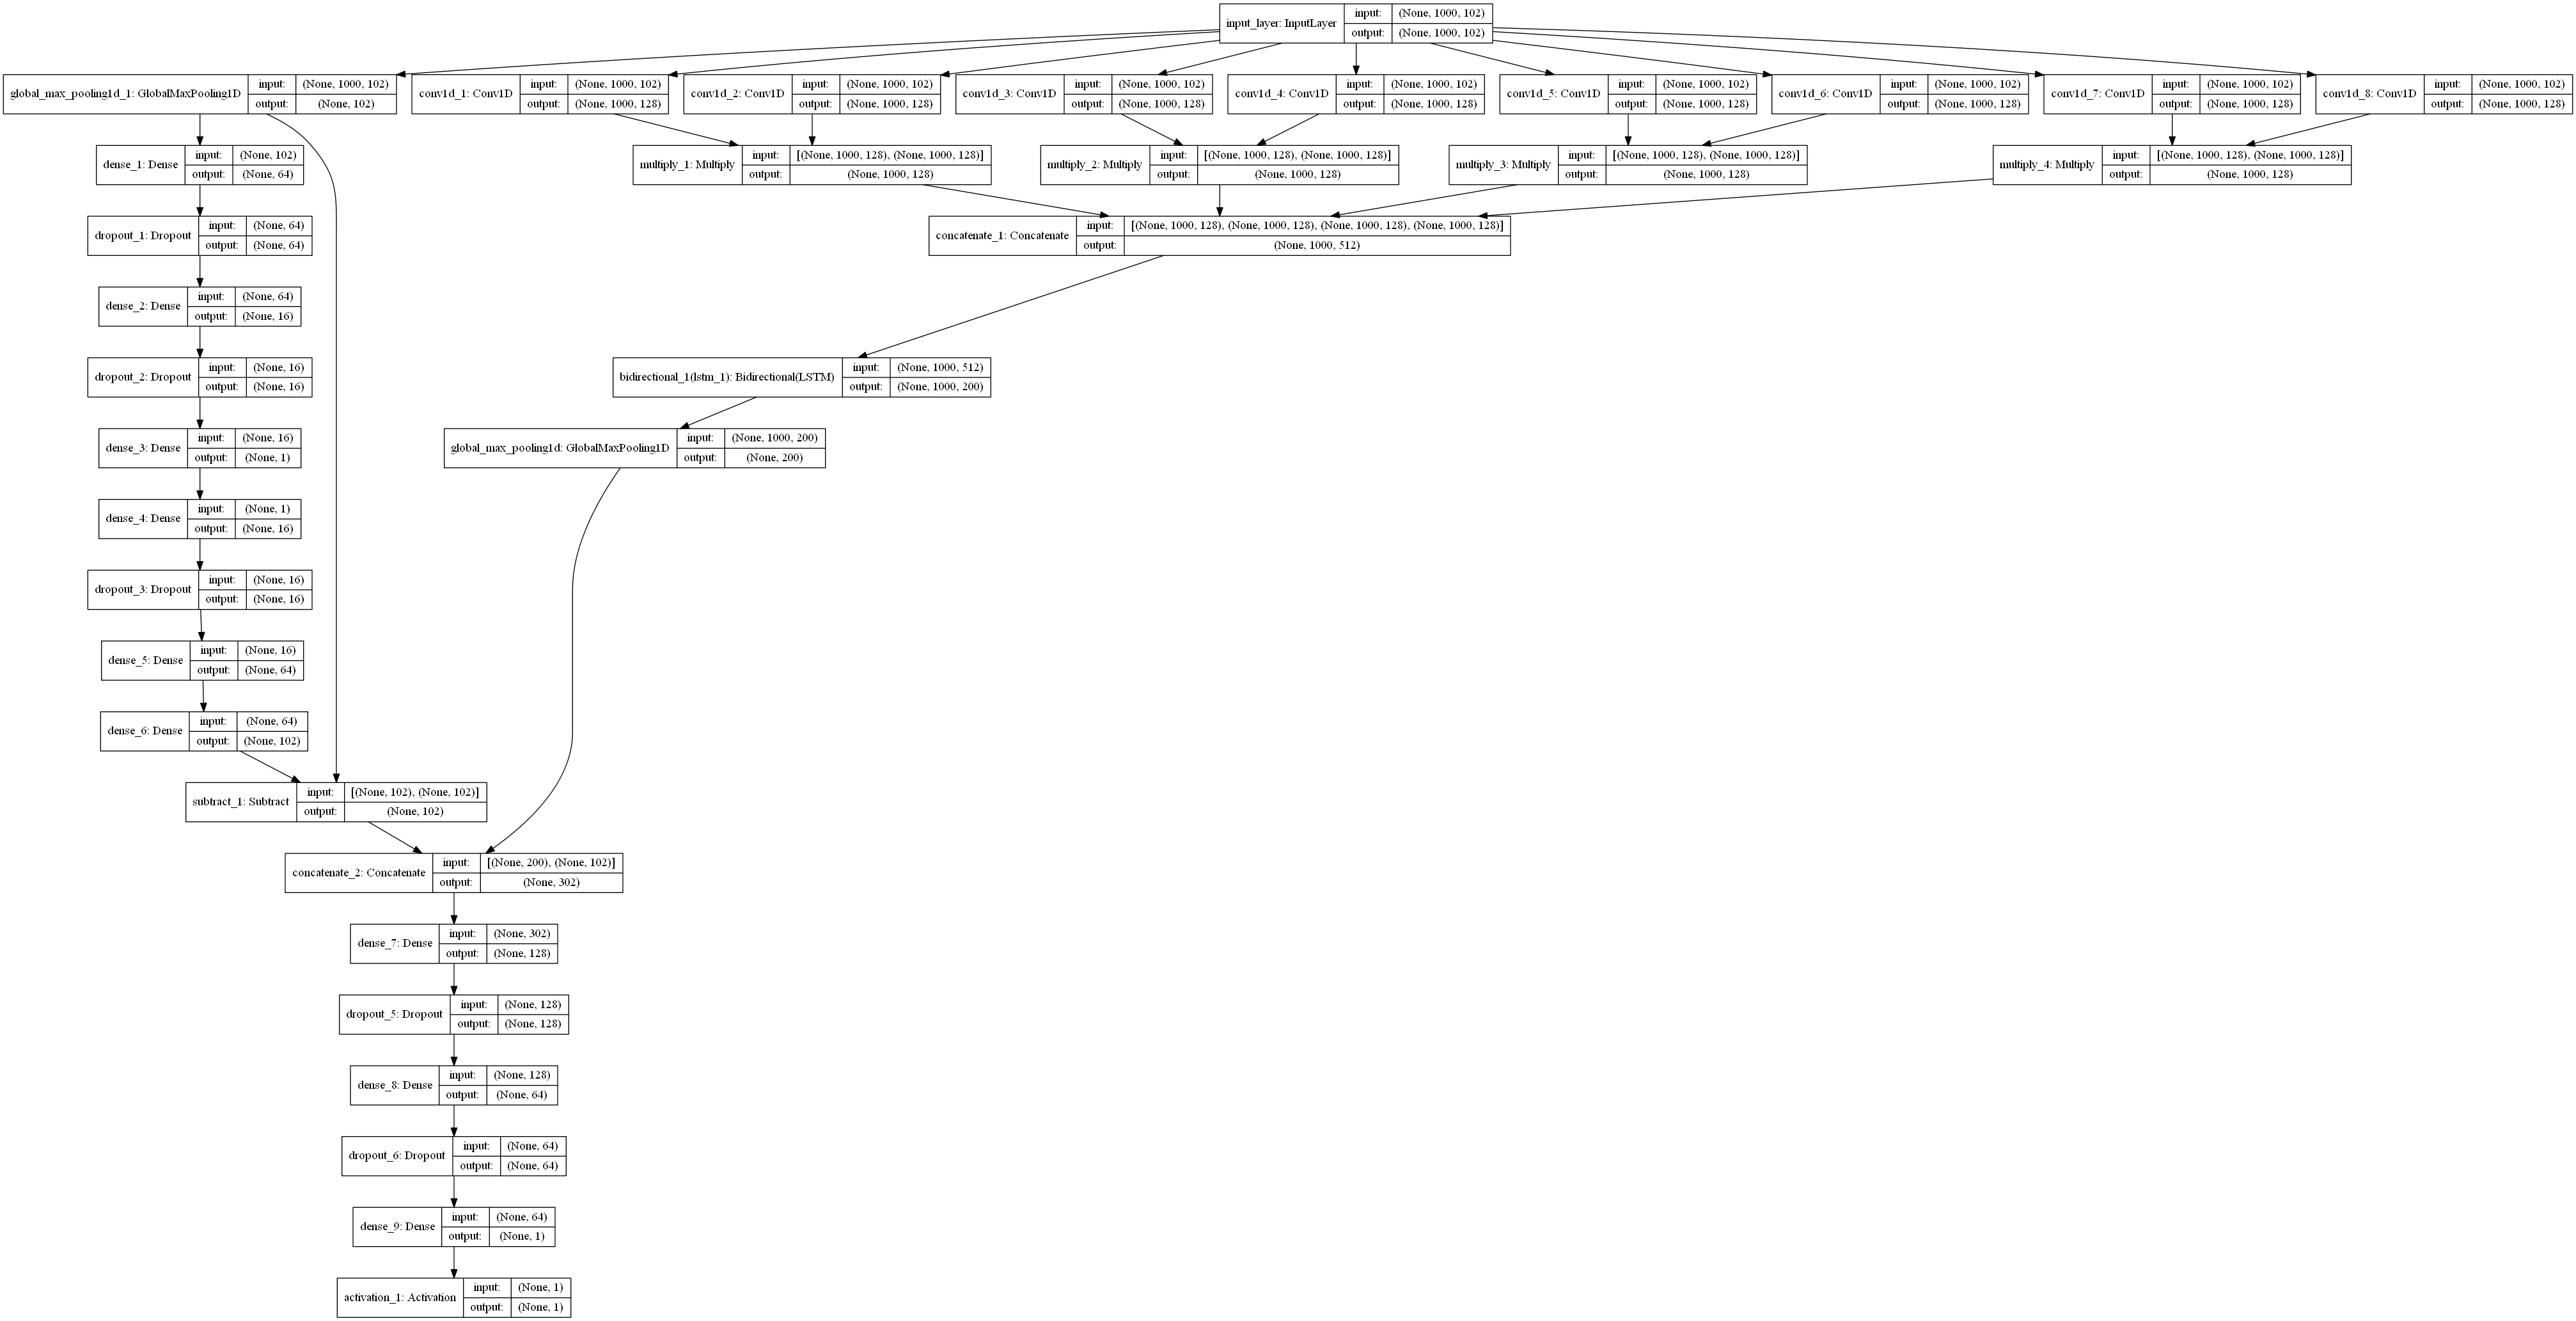 input_layer: InputLayer
input: (None, 1000, 102)
output: (None, 1000, 102)
global_max_pooling1d_1: GlobalMaxPooling1D
input: (None, 1000, 102)
output: (None, 102)
conv1d_1: Conv1D
input: (None, 1000, 102)
output: (None, 1000, 128)
conv1d_2: Conv1D
input: (None, 1000, 102)
output: (None, 1000, 128)
conv1d_3: Conv1D
input: (None, 1000, 102)
output: (None, 1000, 128)
conv1d_4: Conv1D
input: (None, 1000, 102)
output: (None, 1000, 128)
conv1d_5: Conv1D
input: (None, 1000, 102)
output: (None, 1000, 128)
conv1d_6: Conv1D
input: (None, 1000, 102)
output: (None, 1000, 128)
conv1d_7: Conv1D
input: (None, 1000, 102)
output: (None, 1000, 128)
conv1d_8: Conv1D
input: (None, 1000, 102)
output: (None, 1000, 128)
dense_1: Dense
input: (None, 102)
output: (None, 64)
multiply_1: Multiply
input: [(None, 1000, 128), (None, 1000, 128)]
output: (None, 1000, 128)
multiply_2: Multiply
input: [(None, 1000, 128), (None, 1000, 128)]
output: (None, 1000, 128)
multiply_3: Multiply
input: [(None, 1000, 128), (None, 1000, 128)]
output: (None, 1000, 128)
multiply_4: Multiply
input: [(None, 1000, 128), (None, 1000, 128)]
output: (None, 1000, 128)
dropout_1: Dropout
input: (None, 64)
output: (None, 64)
concatenate_1: Concatenate
input: [(None, 1000, 128), (None, 1000, 128), (None, 1000, 128), (None, 1000, 128)]
output: (None, 1000, 512)
dense_2: Dense
input: (None, 64)
output: (None, 16)
dropout_2: Dropout
input: (None, 16)
output: (None, 16)
bidirectional_1(lstm_1): Bidirectional(LSTM)
input: (None, 1000, 512)
output: (None, 1000, 200)
dense_3: Dense
input: (None, 16)
output: (None, 1)
global_max_pooling1d: GlobalMaxPooling1D
input: (None, 1000, 200)
output: (None, 200)
dense_4: Dense
input: (None, 1)
output: (None, 16)
dropout_3: Dropout
input: (None, 16)
output: (None, 16)
dense_5: Dense
input: (None, 16)
output: (None, 64)
dense_6: Dense
input: (None, 64)
output: (None, 102)
subtract_1: Subtract
input: [(None, 102), (None, 102)]
output: (None, 102)
concatenate_2: Concatenate
input: [(None, 200), (None, 102)]
output: (None, 302)
dense_7: Dense
input: (None, 302)
output: (None, 128)
dropout_5: Dropout
input: (None, 128)
output: (None, 128)
dense_8: Dense
input: (None, 128)
output: (None, 64)
dropout_6: Dropout
input: (None, 64)
output: (None, 64)
dense_9: Dense
input: (None, 64)
output: (None, 1)
activation_1: Activation
input: (None, 1)
output: (None, 1)